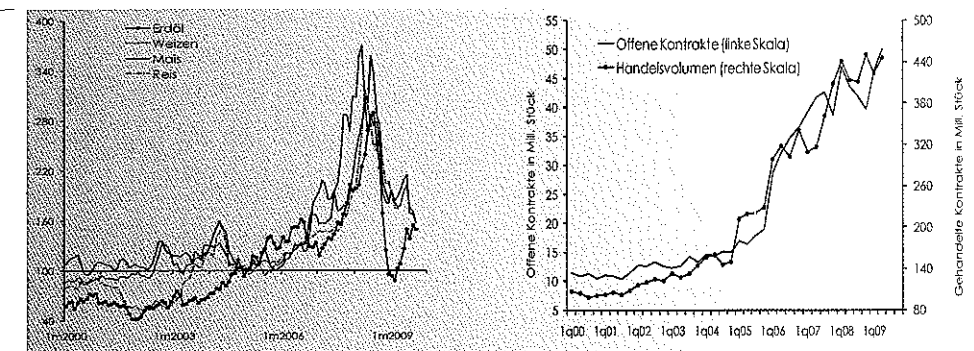 400
340
280
220
160
100
40
Erdöl
Weizen
Mais
Reis
1m2000
1m2003
1m2006
1m2009
Offene Kontrakte in Mill. Stück
55
50
45
40
35
30
25
20
15
10
5
Offene Kontrakte (linke Skala)
Handelsvolumen (rechte Skala)
500
440
380
320
260
200
140
80
Gehandelte Kontrakte in Mill. Stück
1q00 1q01 1q02 1q03 1q04 1q05 1q06 1q07 1q08 1q09